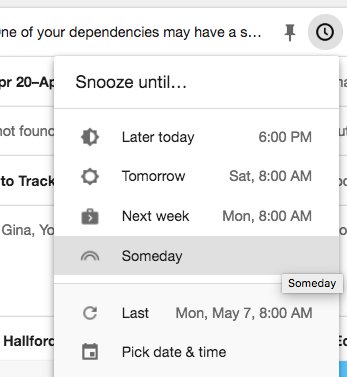 ne of your dependencies may have a s...
Snooze until...
pr 20–Ap
Later today 6:00 PM
not found
Tomorrow Sat, 8:00 AM
to Track
Next week Mon, 8:00 AM
Gina, Yo
Someday
Someday
Last Mon, May 7, 8:00 AM
Hallford
Pick date & time